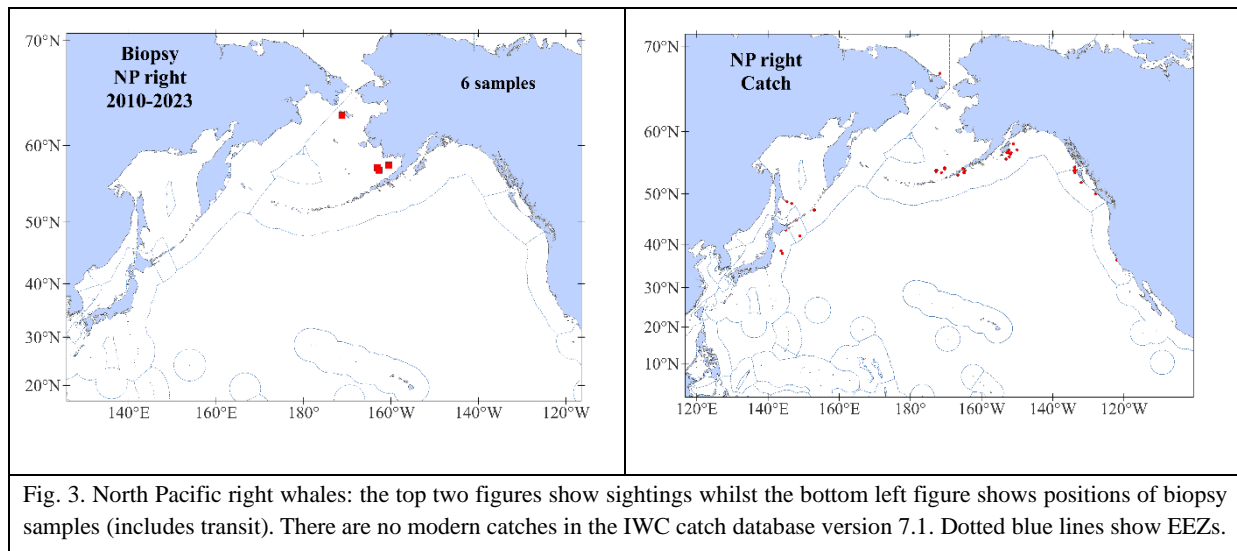 Biopsy
NP right
2010-2023
6 samples
70°N
60°N
50°N
40°N
30°N
20°N
140°E
160°E
180°
160°W
140°W
120°W
NP right
Catch
70°N
60°N
50°N
40°N
30°N
20°N
10°N
120°E
140°E
160°E
180°
160°W
140°W
120°W
Fig. 3. North Pacific right whales: the top two figures show sightings whilst the bottom left figure shows positions of biopsy
samples (includes transit). There are no modern catches in the IWC catch database version 7.1. Dotted blue lines show EEZs.